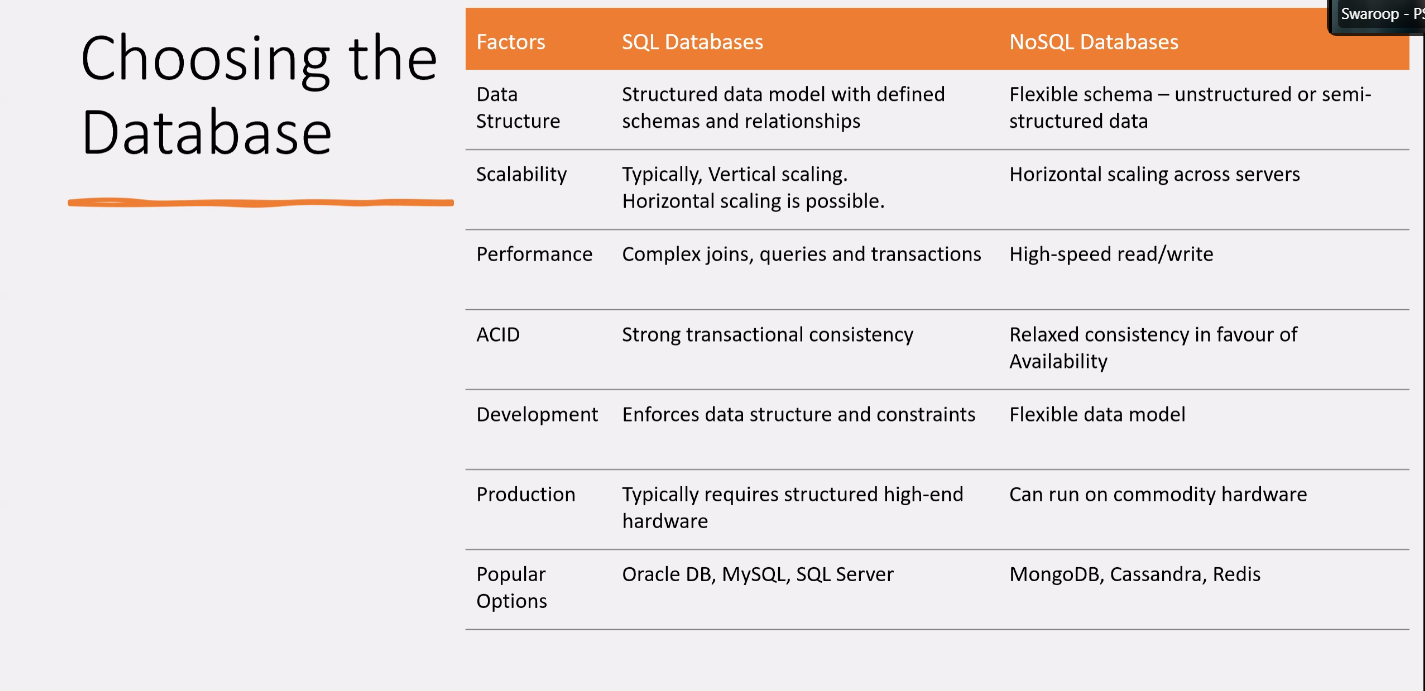 Choosing the
Database
Swaroop - PS
Factors SQL Databases NoSQL Databases
Data Structured data model with defined Flexible schema – unstructured or semi-
Structure schemas and relationships structured data
Scalability Typically, Vertical scaling. Horizontal scaling across servers
Horizontal scaling is possible.
Performance Complex joins, queries and transactions High-speed read/write
ACID Strong transactional consistency Relaxed consistency in favour of
Availability
Development Enforces data structure and constraints Flexible data model
Production Typically requires structured high-end Can run on commodity hardware
hardware
Popular Oracle DB, MySQL, SQL Server MongoDB, Cassandra, Redis
Options